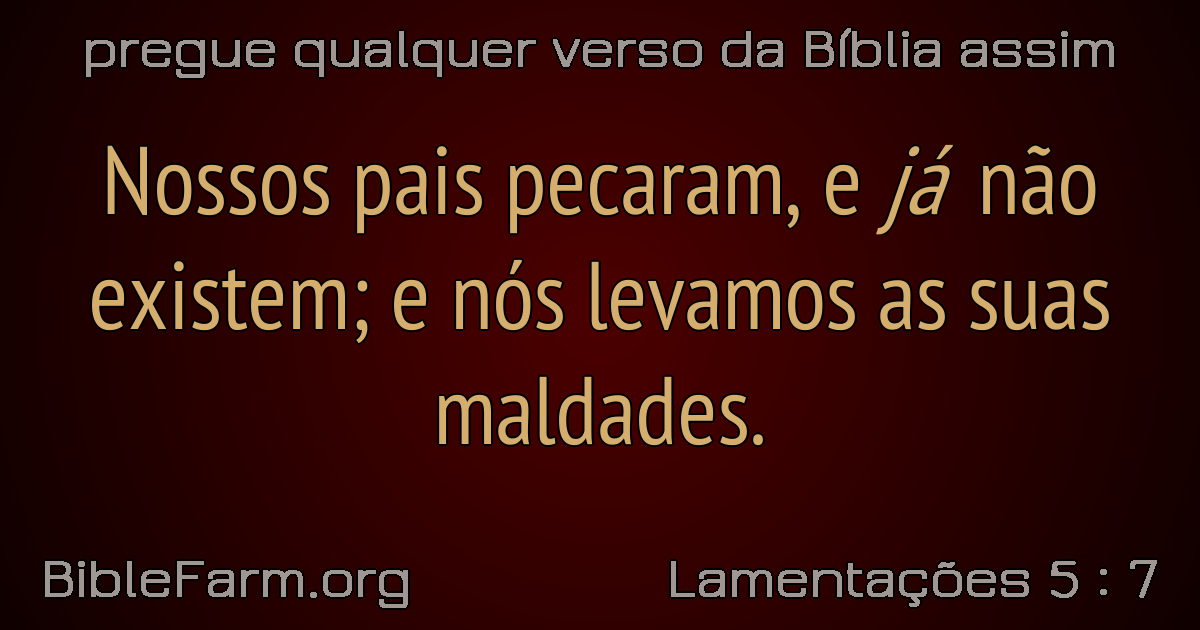 pregue qualquer verso da Bíblia assim
Nossos pais pecaram, e já não
existem; e nós levamos as suas
maldades.
BibleFarm.org
Lamentações 5 : 7